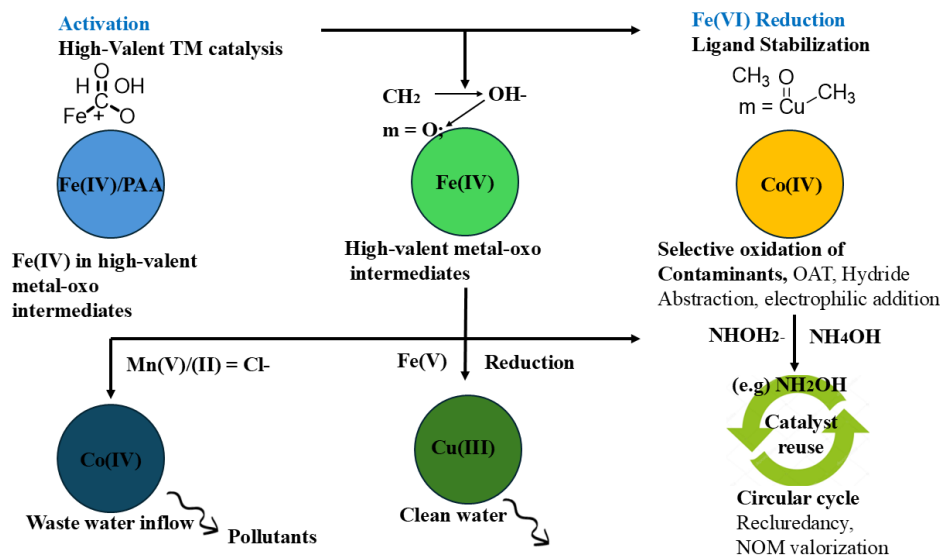 Activation
High-Valent TM catalysis
O
H OH
C
Fe + O
Fe(IV)/PAA
Fe(IV) in high-valent
metal-oxo
intermediates
CH2 OH-
m = O;
Fe(IV)
High-valent metal-oxo
intermediates
Fe(VI) Reduction
Ligand Stabilization
CH3 O
m = Cu CH3
Co(IV)
Selective oxidation of
Contaminants, OAT, Hydride
Abstraction, electrophilic addition
Mn(V)/(II) = Cl-
Fe(V) Reduction
NHOH2- NH4OH
(e.g) NH2OH
Co(IV)
Waste water inflow
Pollutants
Cu(III)
Clean water
Catalyst
reuse
Circular cycle
Recluredancy,
NOM valorization